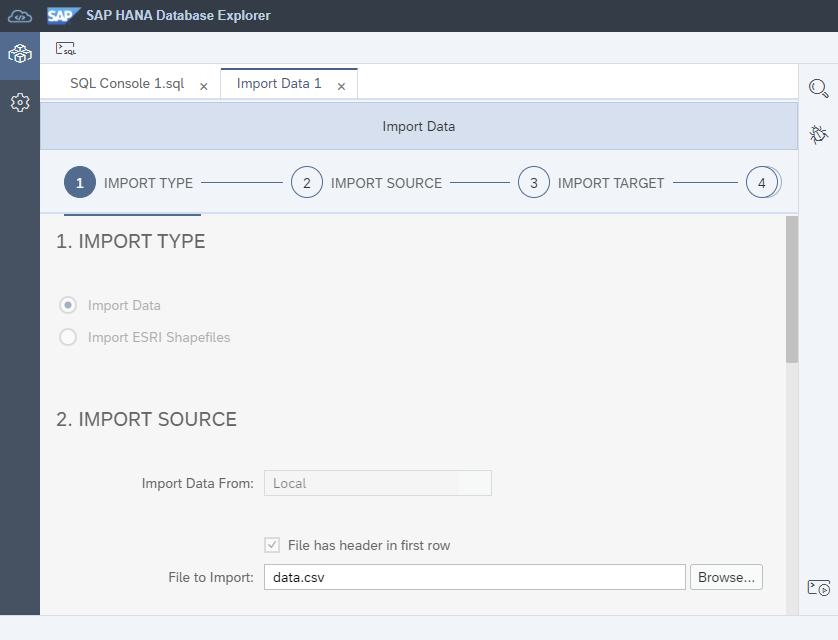 SAP SAP HANA Database Explorer
SQL
SQL Console 1.sql × Import Data 1 ×
Import Data
1 IMPORT TYPE 2 IMPORT SOURCE 3 IMPORT TARGET 4
1. IMPORT TYPE
Import Data
Import ESRI Shapefiles
2. IMPORT SOURCE
Import Data From: Local
File has header in first row
File to Import: data.csv Browse...